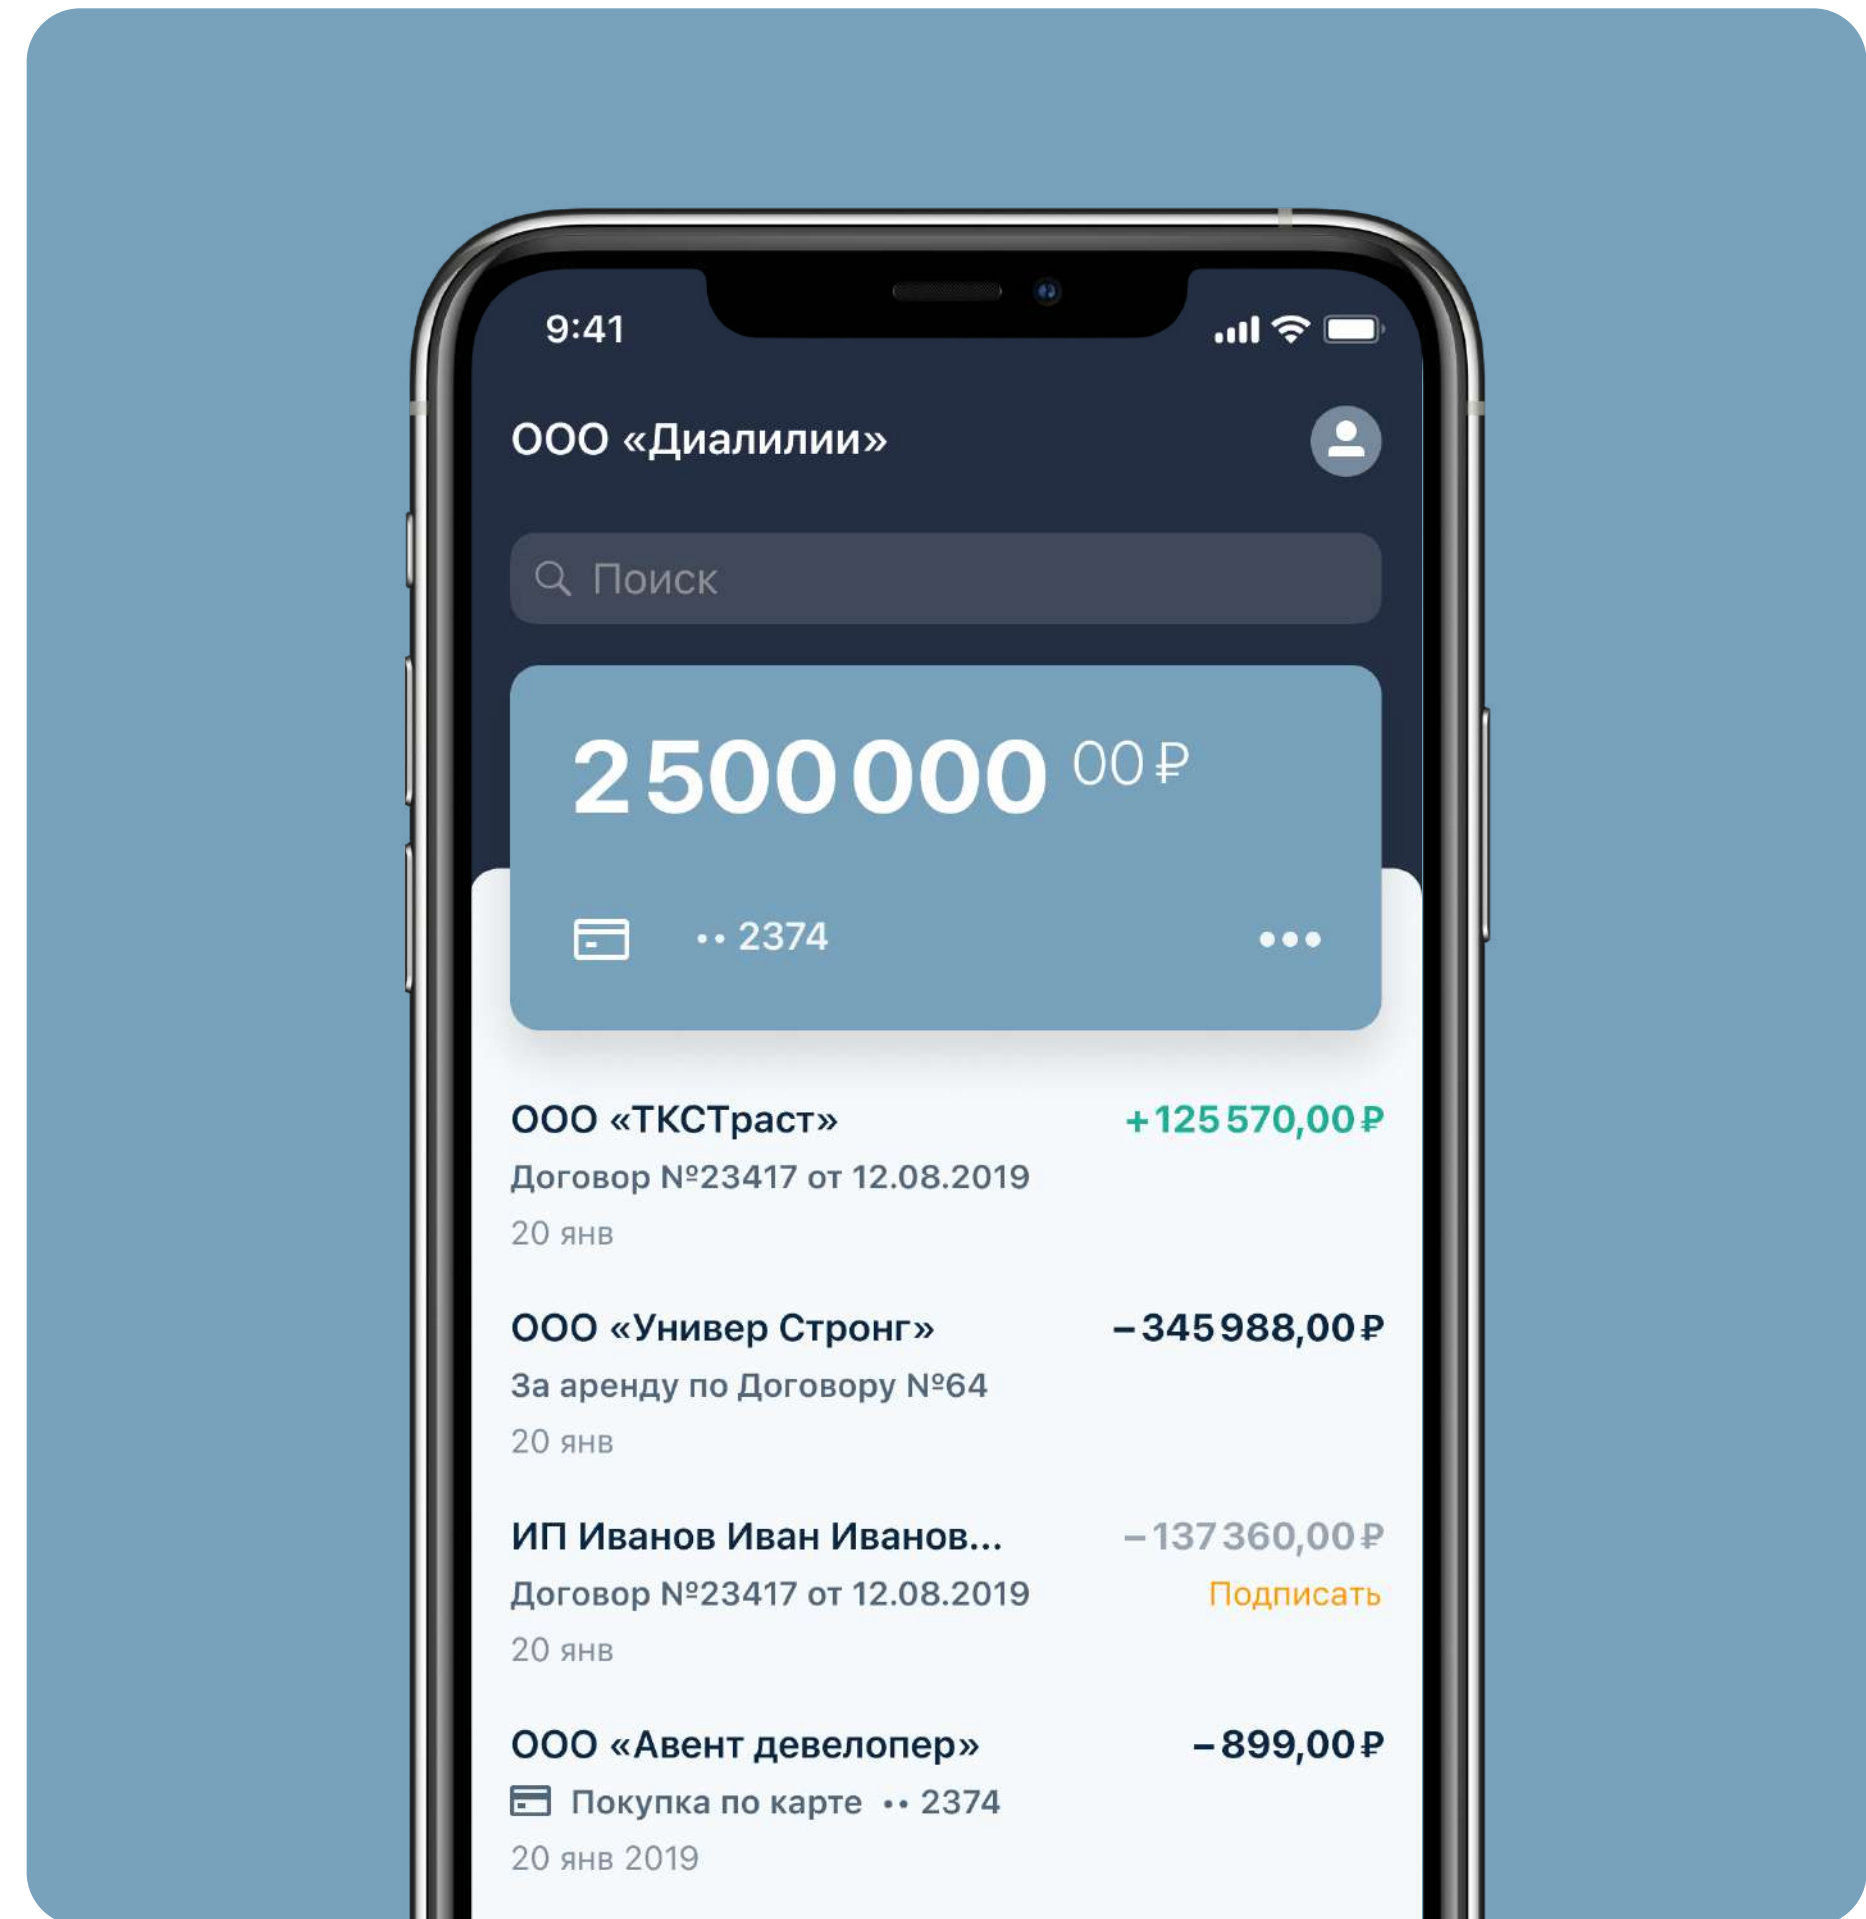 9:41
ООО «Диалилии»
Поиск
2 500 000 00 ₽
•• 2374
ООО «ТКСТраст» +125 570,00 ₽
Договор №23417 от 12.08.2019
20 янв
ООО «Универ Стронг» –345 988,00 ₽
За аренду по Договору №64
20 янв
ИП Иванов Иван Иванов... –137 360,00 ₽
Договор №23417 от 12.08.2019 Подписать
20 янв
ООО «Авент девелопер» –899,00 ₽
Покупка по карте •• 2374
20 янв 2019